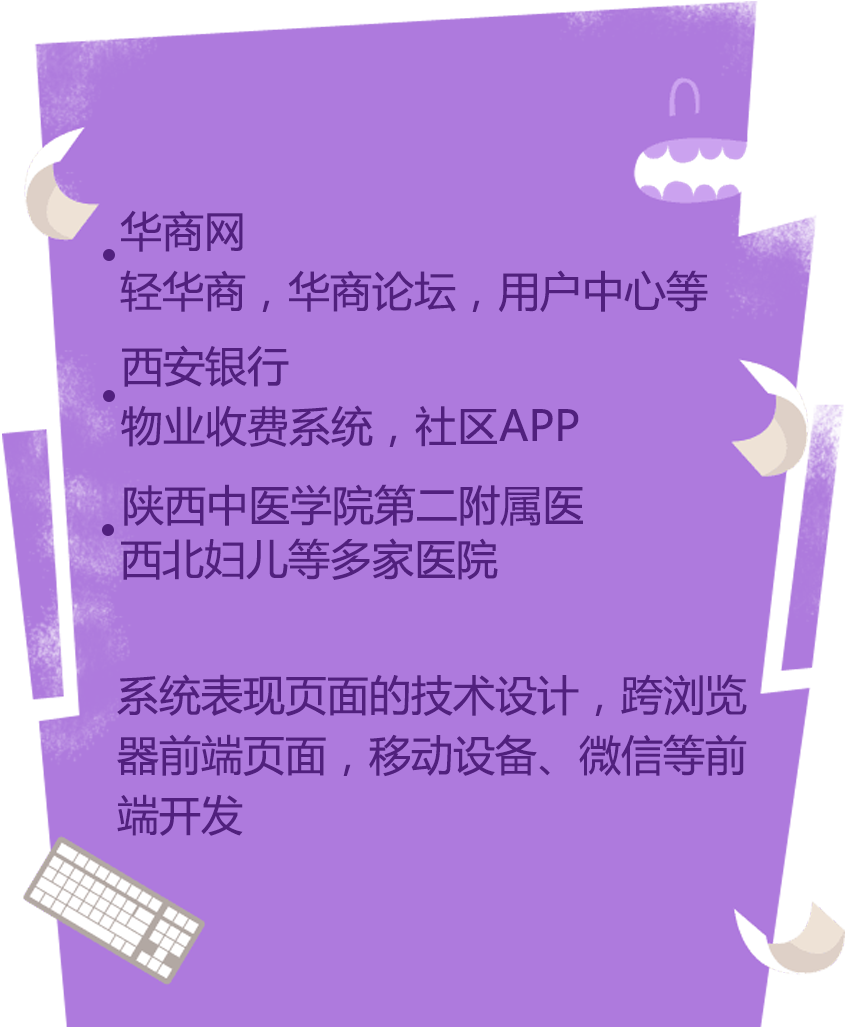 华商网
轻华商，华商论坛，用户中心等
西安银行
物业收费系统，社区APP
陕西中医学院第二附属医
西北妇儿等多家医院
系统表现页面的技术设计，跨浏览
器前端页面，移动设备、微信等前
端开发